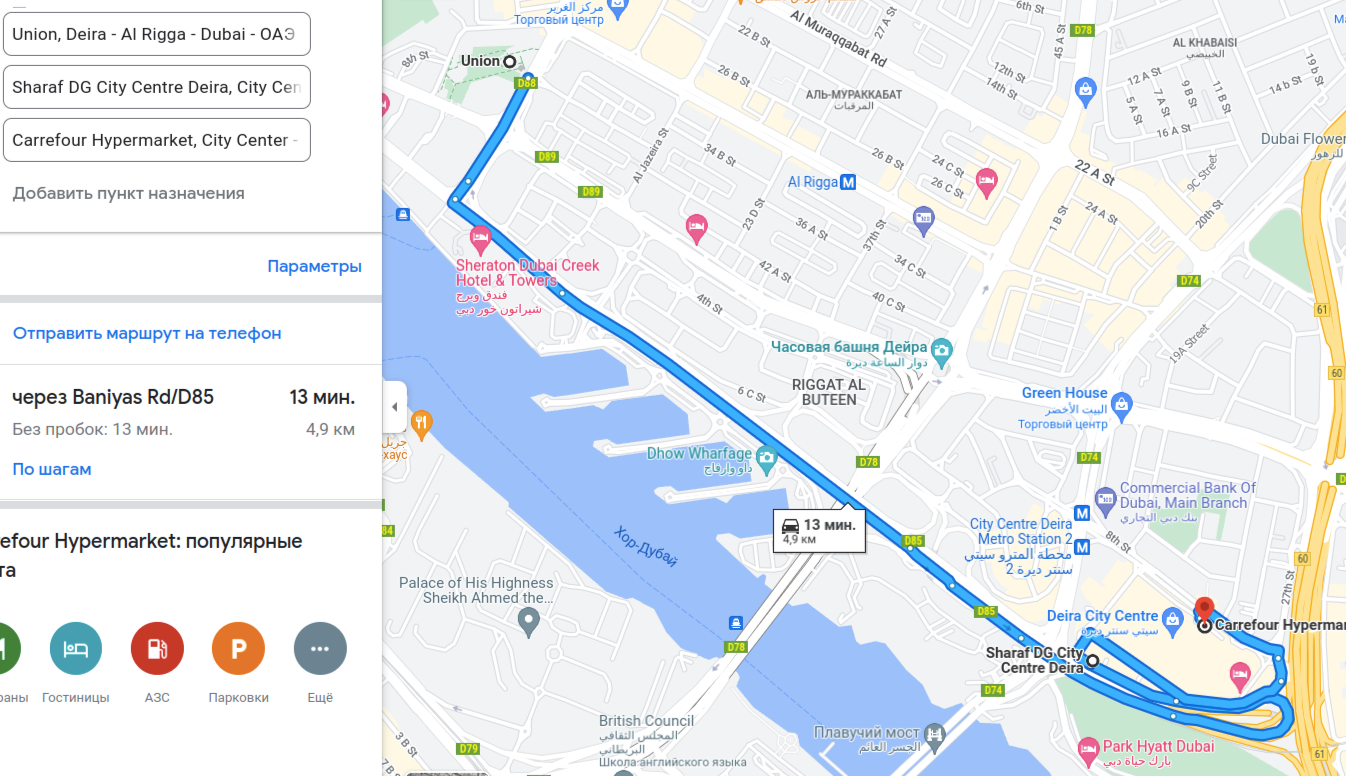 Union, Deira - Al Rigga - Dubai - ОАЭ
Sharaf DG City Centre Deira, City Cen
Carrefour Hypermarket, City Center -
Добавить пункт назначения
Параметры
Отправить маршрут на телефон
через Baniyas Rd/D85
13 мин.
Без пробок: 13 мин.
4,9 км
По шагам
efour Hypermarket: популярные
та
раны
Гостиницы
АЗС
Парковки
Ещё
مركز الغرير
Торговый центр
Al Muraqqabat Rd
27th St
6th St
45 A St
D78
AL KHABAISI
الخبيصي
22 B St
26 B St
8th St
Union
D88
12th St
14th St
12 A St
5 A St
7 A St
9 B St
11 B St
19 b St
14 b St
16 A St
АЛЬ-МУРАККАБАТ
المرقبات
Dubai Flower
للزهور
Al Jazeira St
34 B St
26 B St
24 C St
26 C St
22 A St
9C Street
20th St
D89
D89
Al Rigga
M
23 D St
36 A St
37th St
34 C St
1 B St
24 A St
Sheraton Dubai Creek
Hotel & Towers
فندق وبرج
شيراتون خور دبي
42 A St
40 C St
4th St
D74
61
19A Street
60
Часовая башня Дейра
دوار الساعة ديرة
RIGGAT AL
BUTEEN
6 C St
Green House
البيت الأخضر
Торговый центр
-хаус
Dhow Wharfage
داو وارفاج
D78
D74
Commercial Bank Of
Dubai, Main Branch
بنك دبي التجاري
13 мин.
4,9 км
Хор-Дубай
84
D85
City Centre Deira
Metro Station 2
محطة المترو سيتي
سنتر ديرة 2
M
M
8th St
60
27th St
Palace of His Highness
Sheikh Ahmed the...
D85
Deira City Centre
سيتي سنتر ديرة
Carrefour Hypermar
D78
Sharaf DG City
Centre Deira
D74
British Council
المجلس الثقافي
البريطاني
Школа английского языка
Плавучий мост
الجسر العائم
Park Hyatt Dubai
بارك حياة دبي
61
D79
3 B St
7 B